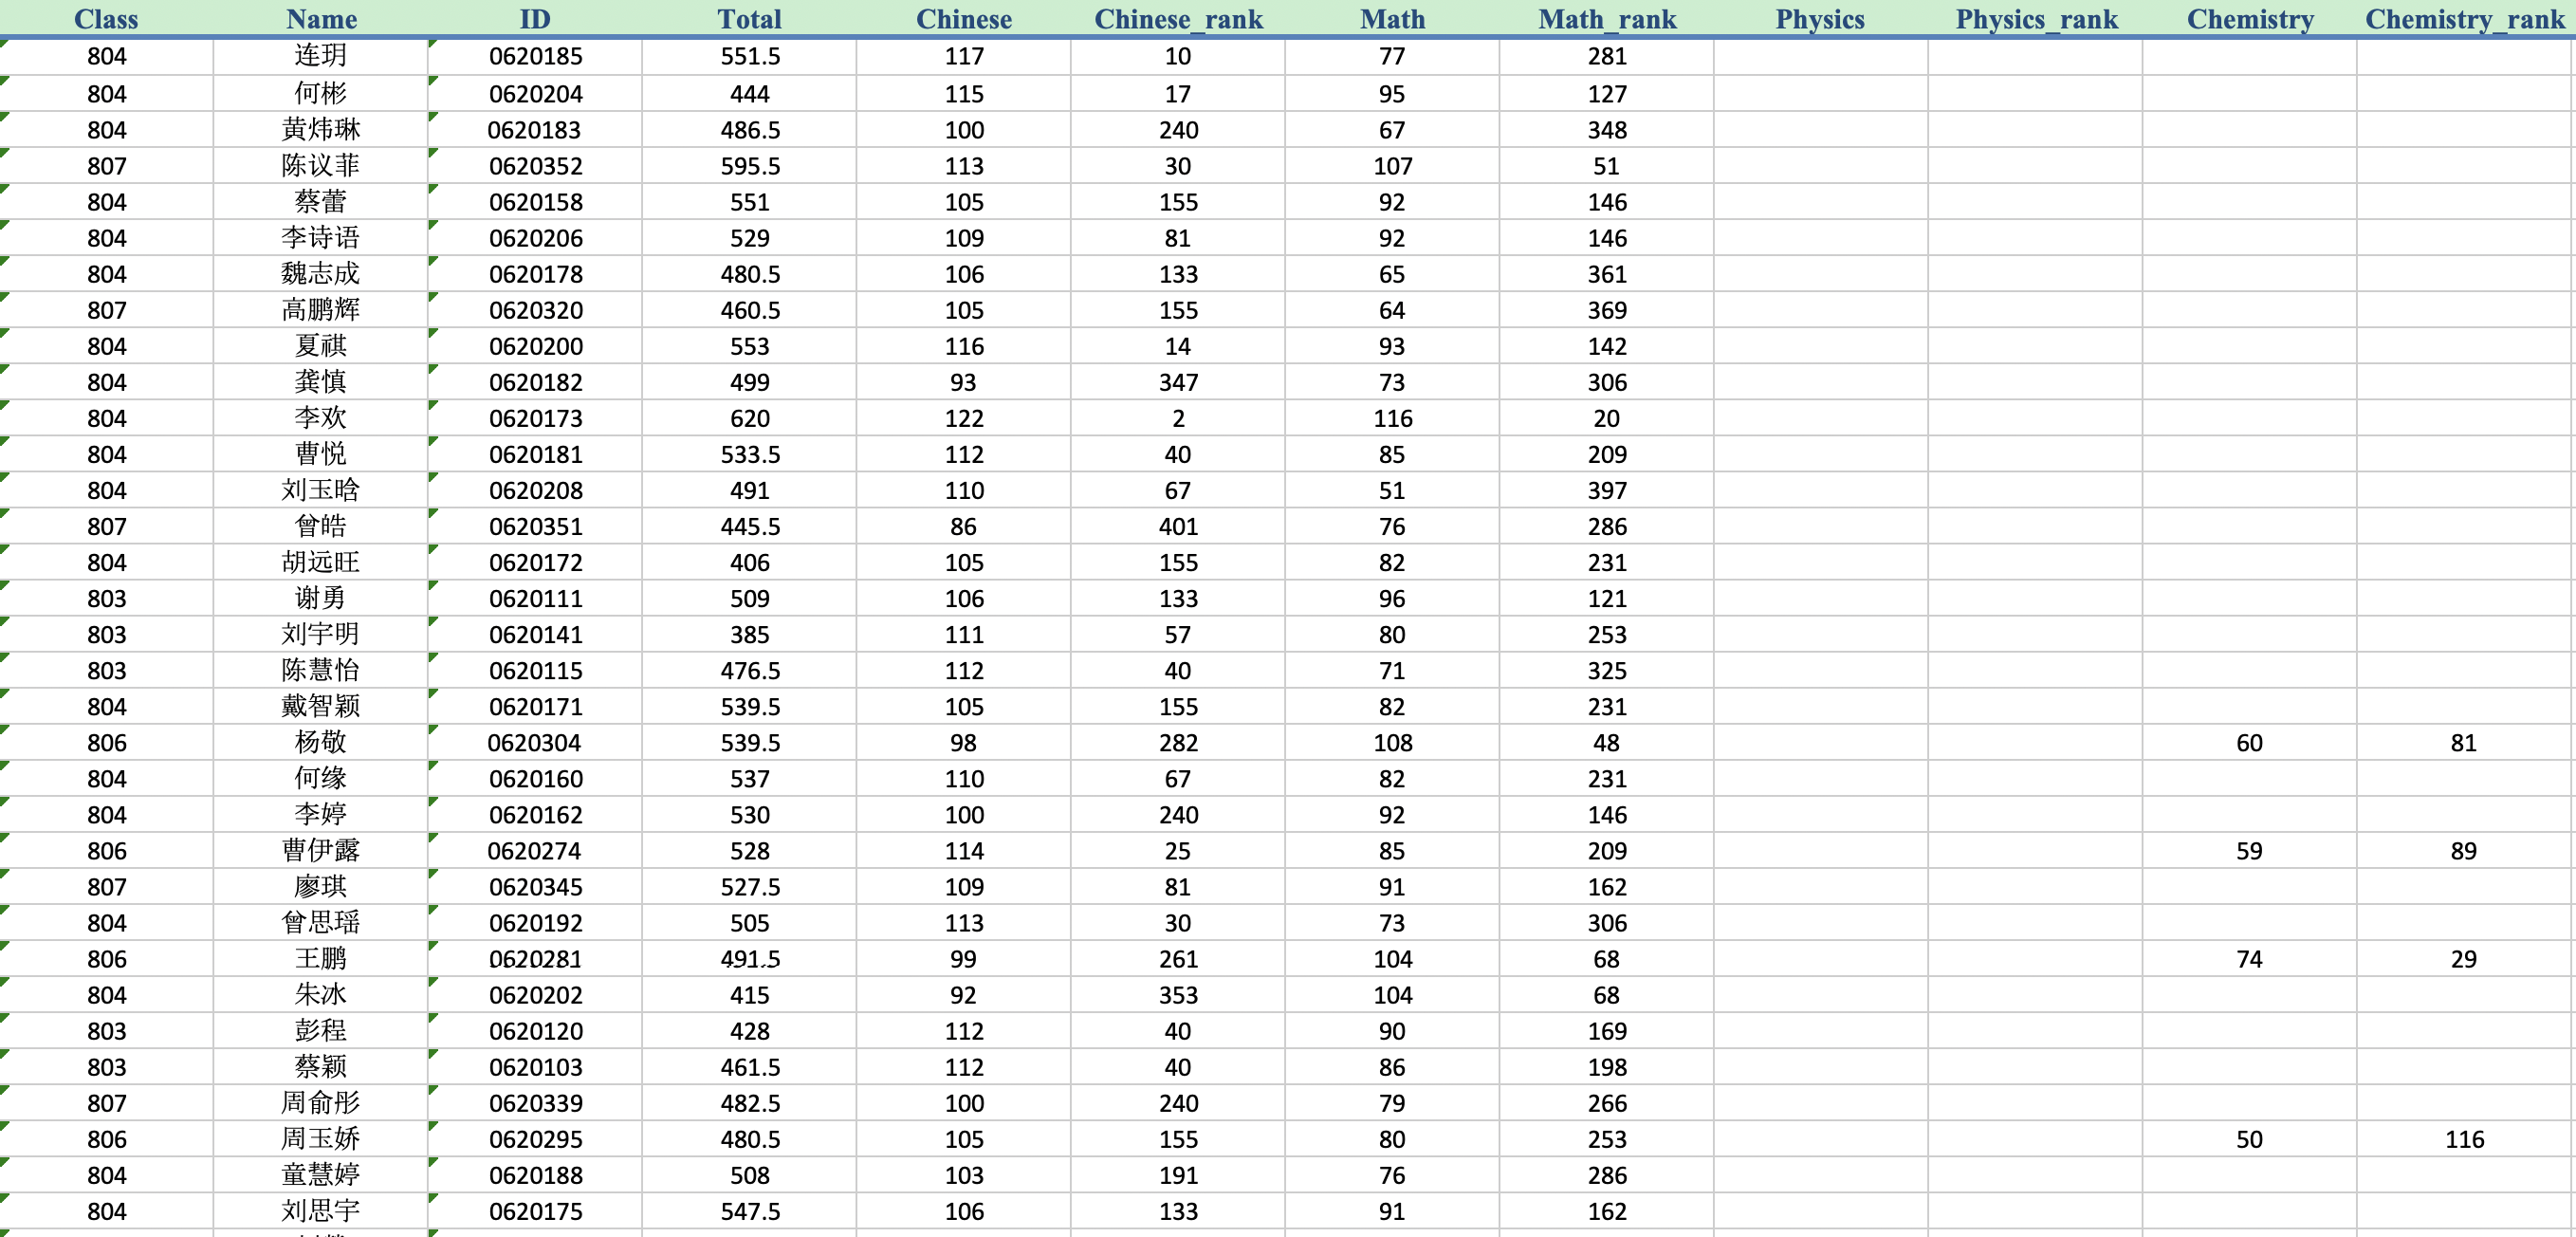 Class Name ID Total Chinese Chinese_rank Math Math_rank Physics Physics_rank Chemistry Chemistry_rank
804 连玥 0620185 551.5 117 10 77 281
804 何彬 0620204 444 115 17 95 127
804 黄炜琳 0620183 486.5 100 240 67 348
807 陈议菲 0620352 595.5 113 30 107 51
804 蔡蕾 0620158 551 105 155 92 146
804 李诗语 0620206 529 109 81 92 146
804 魏志成 0620178 480.5 106 133 65 361
807 高鹏辉 0620320 460.5 105 155 64 369
804 夏祺 0620200 553 116 14 93 142
804 龚慎 0620182 499 93 347 73 306
804 李欢 0620173 620 122 2 116 20
804 曹悦 0620181 533.5 112 40 85 209
804 刘玉晗 0620208 491 110 67 51 397
807 曾皓 0620351 445.5 86 401 76 286
804 胡远旺 0620172 406 105 155 82 231
803 谢勇 0620111 509 106 133 96 121
803 刘宇明 0620141 385 111 57 80 253
803 陈慧怡 0620115 476.5 112 40 71 325
804 戴智颖 0620171 539.5 105 155 82 231
806 杨敬 0620304 539.5 98 282 108 48 60 81
804 何缘 0620160 537 110 67 82 231
804 李婷 0620162 530 100 240 92 146
806 曹伊露 0620274 528 114 25 85 209 59 89
807 廖琪 0620345 527.5 109 81 91 162
804 曾思瑶 0620192 505 113 30 73 306
806 王鹏 0620281 491.5 99 261 104 68 74 29
804 朱冰 0620202 415 92 353 104 68
803 彭程 0620120 428 112 40 90 169
803 蔡颖 0620103 461.5 112 40 86 198
807 周俞彤 0620339 482.5 100 240 79 266
806 周玉娇 0620295 480.5 105 155 80 253 50 116
804 童慧婷 0620188 508 103 191 76 286
804 刘思宇 0620175 547.5 106 133 91 162